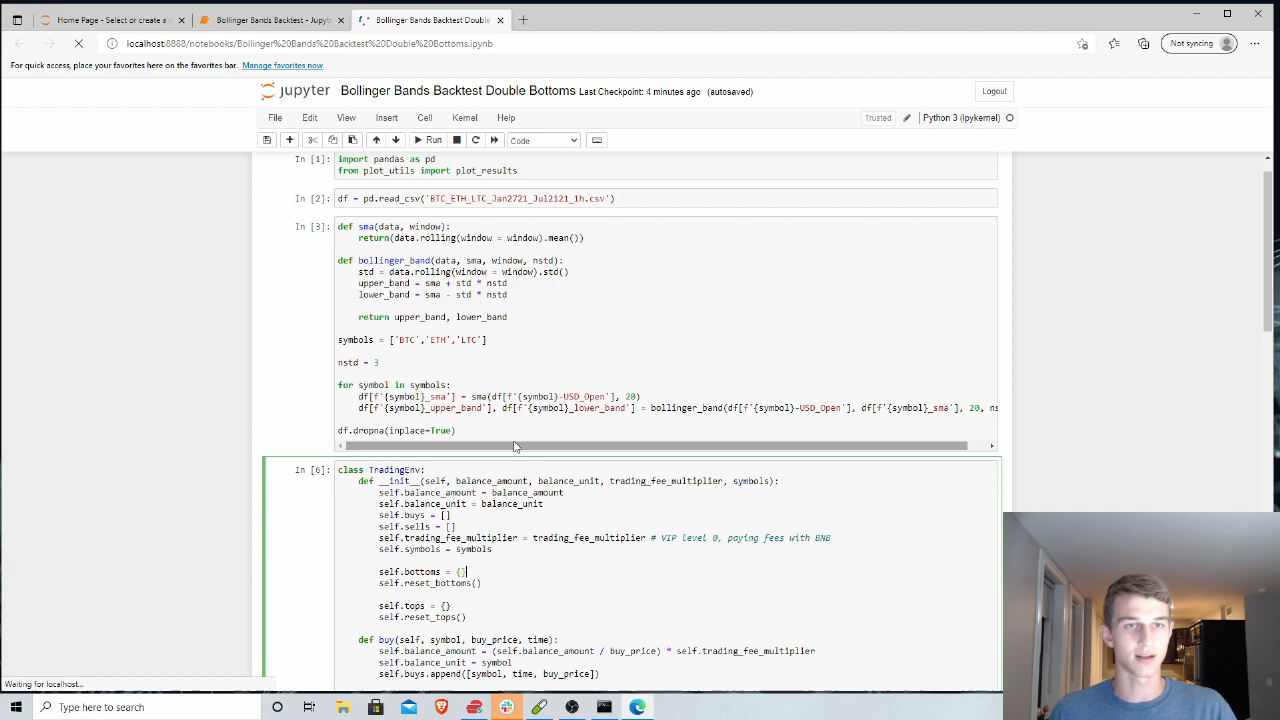 Home Page - Select or create a n
Bollinger Bands Backtest - Jupyte
Bollinger Bands Backtest Double
localhost:8888/notebooks/Bollinger%20Bands%20Backtest%20Double%20Bottoms.ipynb
Not syncing
For quick access, place your favorites here on the favorites bar. Manage favorites now
jupyter Bollinger Bands Backtest Double Bottoms Last Checkpoint: 4 minutes ago (autosaved)
Logout
File Edit View Insert Cell Kernel Help
Trusted
Python 3 (ipykernel)
Run
Code
In [1]: import pandas as pd
from plot_utils import plot_results
In [2]: df = pd.read_csv('BTC_ETH_LTC_Jan2721_Jul2121_1h.csv')
In [3]: def sma(data, window):
return(data.rolling(window = window).mean())
def bollinger_band(data, sma, window, nstd):
std = data.rolling(window = window).std()
upper_band = sma + std * nstd
lower_band = sma - std * nstd
return upper_band, lower_band
symbols = ['BTC','ETH','LTC']
nstd = 3
for symbol in symbols:
df[f'{symbol}_sma'] = sma(df[f'{symbol}-USD_Open'], 20)
df[f'{symbol}_upper_band'], df[f'{symbol}_lower_band'] = bollinger_band(df[f'{symbol}-USD_Open'], df[f'{symbol}_sma'], 20, ns
df.dropna(inplace=True)
In [6]: class TradingEnv:
def __init__(self, balance_amount, balance_unit, trading_fee_multiplier, symbols):
self.balance_amount = balance_amount
self.balance_unit = balance_unit
self.buys = []
self.sells = []
self.trading_fee_multiplier = trading_fee_multiplier # VIP level 0, paying fees with BNB
self.symbols = symbols
self.bottoms = {}
self.reset_bottoms()
self.tops = {}
self.reset_tops()
def buy(self, symbol, buy_price, time):
self.balance_amount = (self.balance_amount / buy_price) * self.trading_fee_multiplier
self.balance_unit = symbol
self.buys.append([symbol, time, buy_price])
Waiting for localhost...
Type here to search